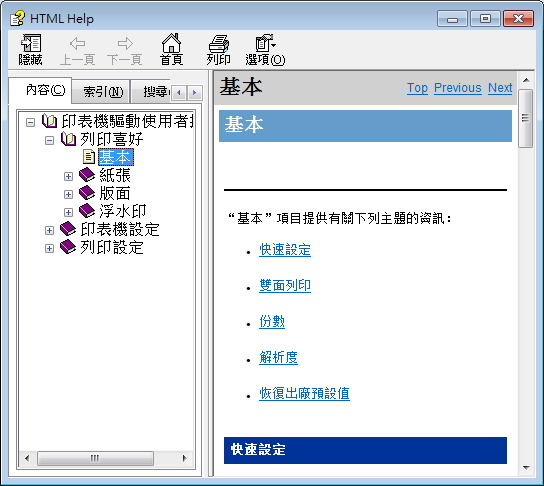 HTML Help
隱藏 上一頁 下一頁 首頁 列印 選項(O)
內容(C) 索引(N) 搜尋(
印表機驅動使用者
列印喜好
基本
紙張
版面
浮水印
印表機設定
列印設定
基本 Top Previous Next
基本
“基本”項目提供有關下列主題的資訊：
• 快速設定
• 雙面列印
• 份數
• 解析度
• 恢復出廠預設值
快速設定